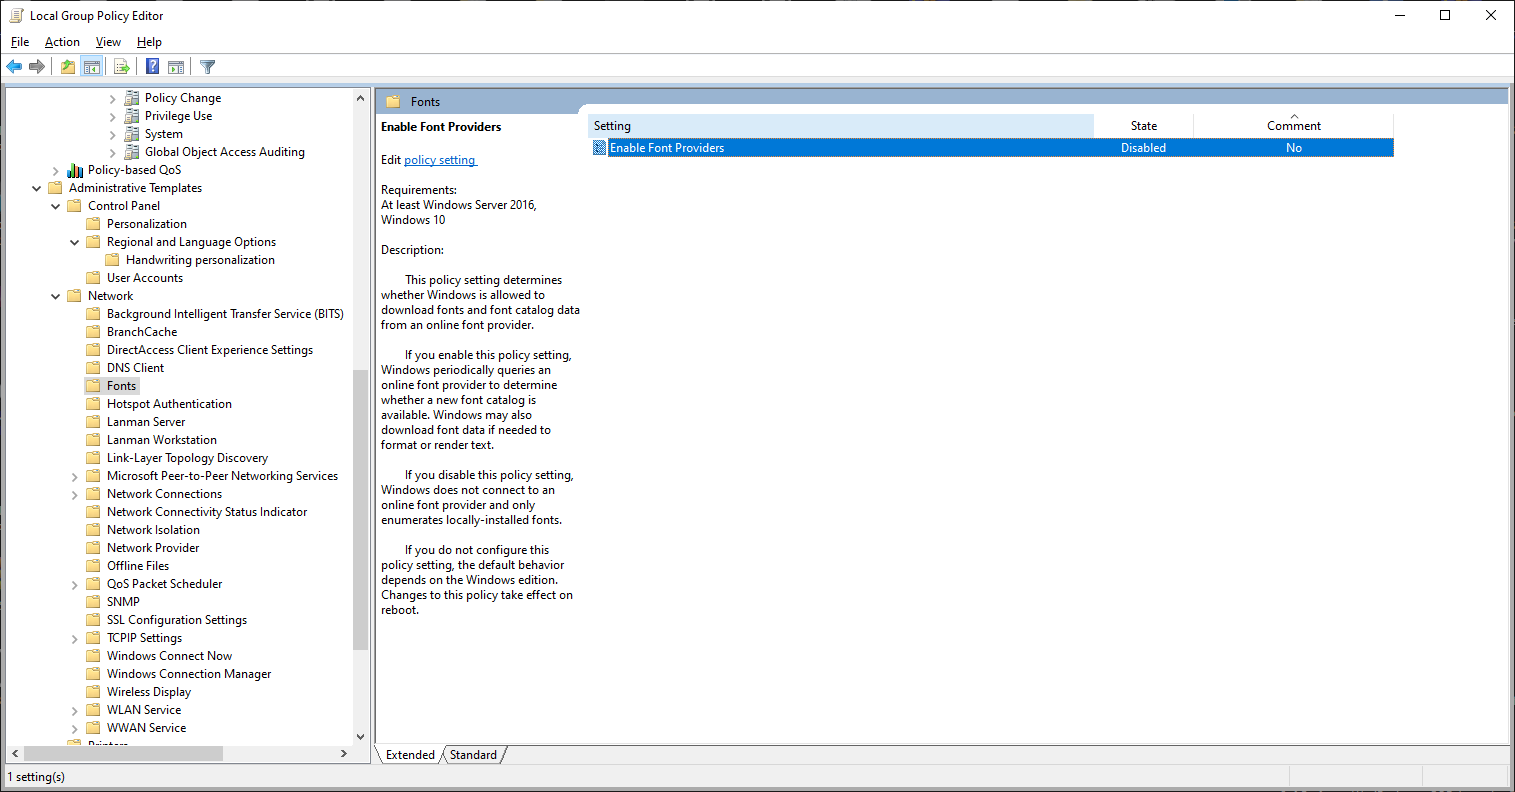 Local Group Policy Editor
File Action View Help
Policy Change
Privilege Use
System
Global Object Access Auditing
Policy-based QoS
Administrative Templates
Control Panel
Personalization
Regional and Language Options
Handwriting personalization
User Accounts
Network
Background Intelligent Transfer Service (BITS)
BranchCache
DirectAccess Client Experience Settings
DNS Client
Fonts
Hotspot Authentication
Lanman Server
Lanman Workstation
Link-Layer Topology Discovery
Microsoft Peer-to-Peer Networking Services
Network Connections
Network Connectivity Status Indicator
Network Isolation
Network Provider
Offline Files
QoS Packet Scheduler
SNMP
SSL Configuration Settings
TCPIP Settings
Windows Connect Now
Windows Connection Manager
Wireless Display
WLAN Service
WWAN Service
Printers
Fonts
Enable Font Providers
Edit policy setting
Requirements:
At least Windows Server 2016,
Windows 10
Description:
This policy setting determines
whether Windows is allowed to
download fonts and font catalog data
from an online font provider.
If you enable this policy setting,
Windows periodically queries an
online font provider to determine
whether a new font catalog is
available. Windows may also
download font data if needed to
format or render text.
If you disable this policy setting,
Windows does not connect to an
online font provider and only
enumerates locally-installed fonts.
If you do not configure this
policy setting, the default behavior
depends on the Windows edition.
Changes to this policy take effect on
reboot.
Setting State Comment
Enable Font Providers Disabled No
Extended Standard
1 setting(s)